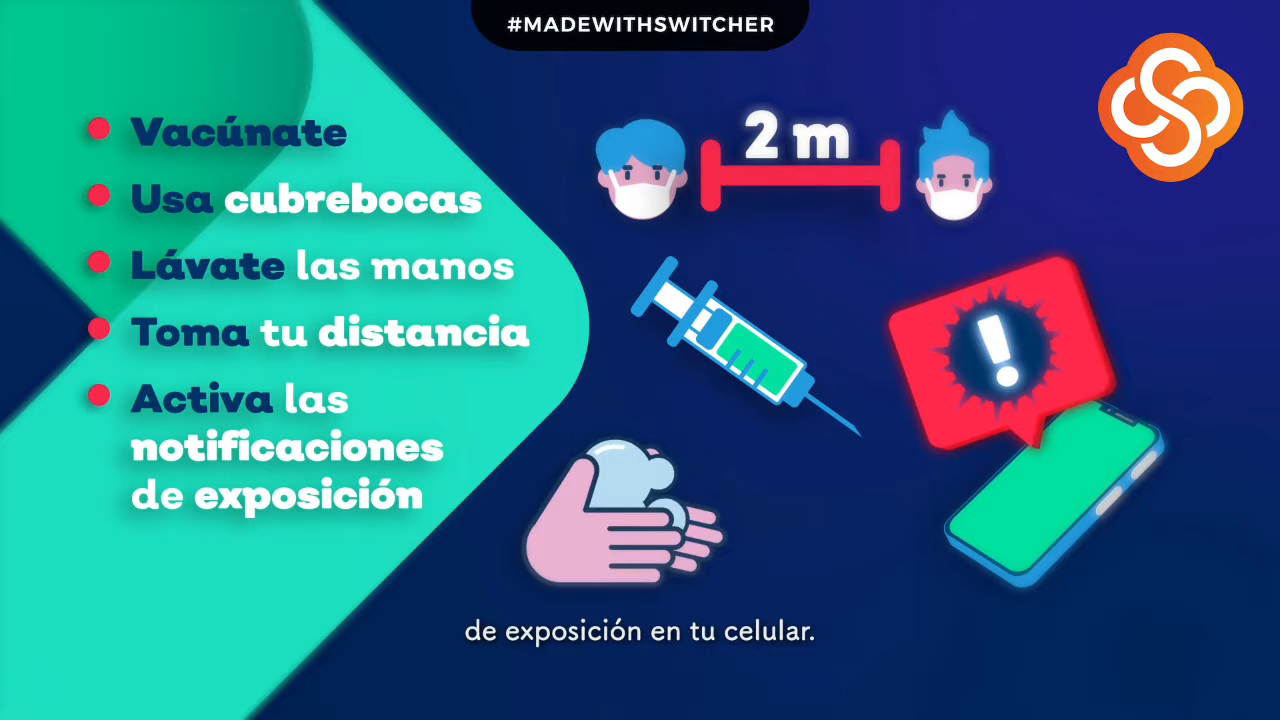 #MADEWITHSWITCHER
Vacúnate
Usa cubrebocas
Lávate las manos
Toma tu distancia
Activa las
notificaciones
de exposición
2 m
!
de exposición en tu celular.